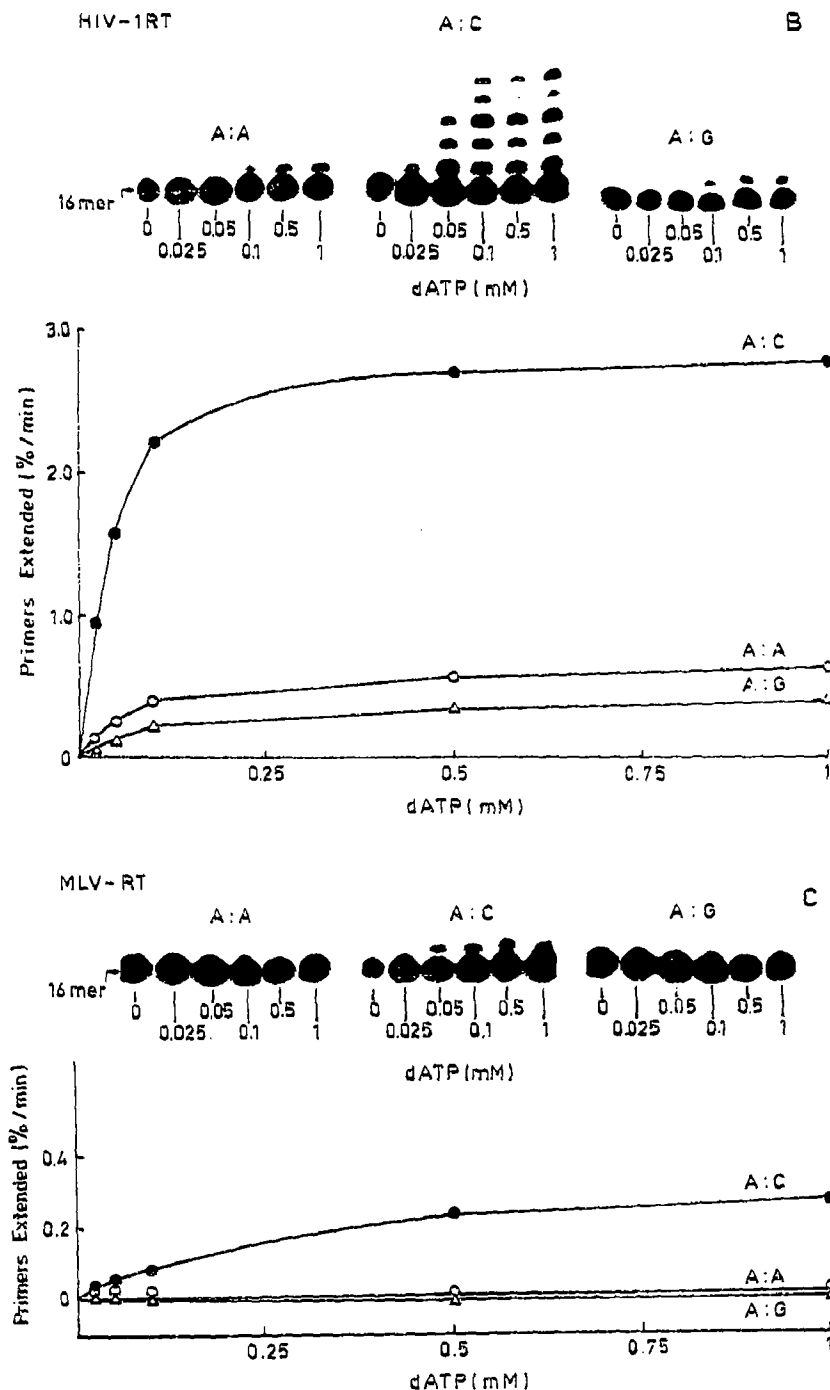 HIV-1RT
A:C
B
A:A
A:G
16mer
0 0.025 0.05 0.1 0.5 1
0 0.025 0.05 0.1 0.5 1
0 0.025 0.05 0.1 0.5 1
dATP(mM)
3.0
2.0
1.0
0
Primers Extended (%/min)
A:C
A:A
A:G
0.25 0.5 0.75 1
dATP(mM)
MLV-RT
C
A:A A:C A:G
16mer
0 0.025 0.05 0.1 0.5 1
0 0.025 0.05 0.1 0.5 1
0 0.025 0.05 0.1 0.5 1
dATP(mM)
0.4
0.2
0
Primers Extended (%/min)
A:C
A:A
A:G
0.25 0.5 0.75 1
dATP(mM)